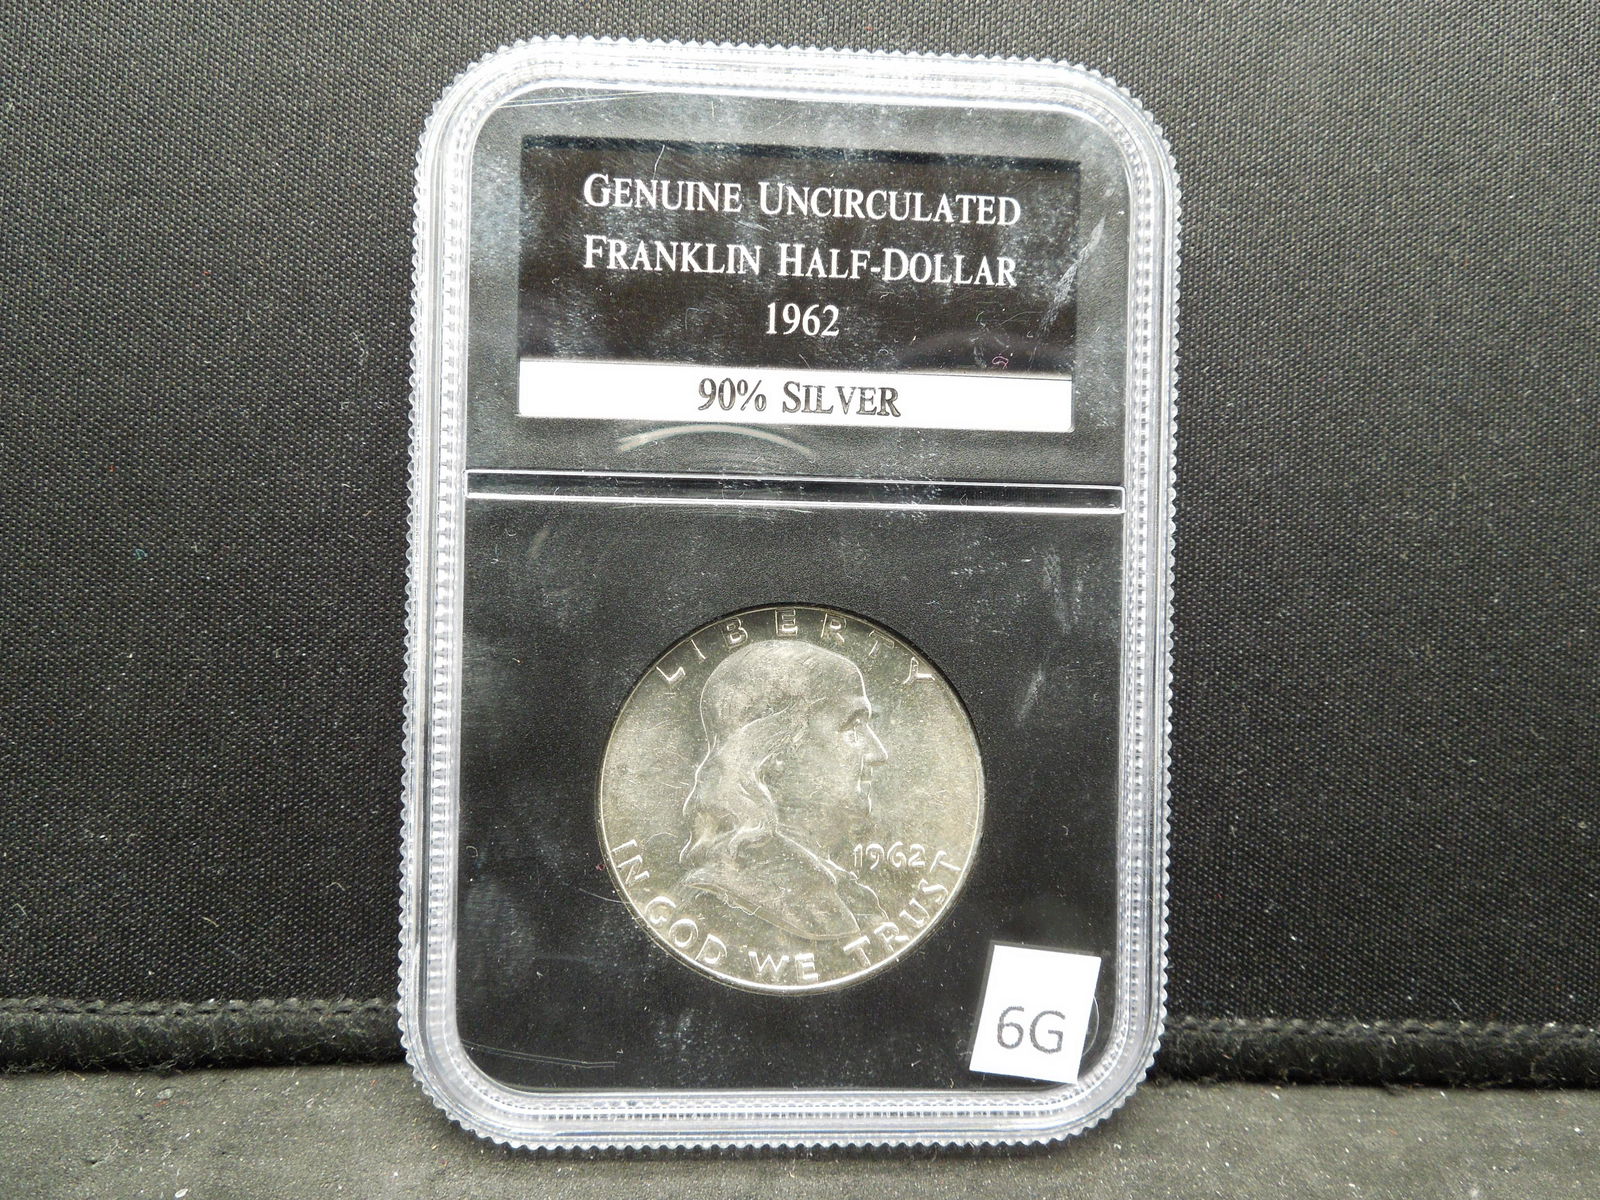 GENUINE UNCIRCULATED
FRANKLIN HALF-DOLLAR
1962
90% SILVER
LIBERTY
1962
IN GOD WE TRUST
6G